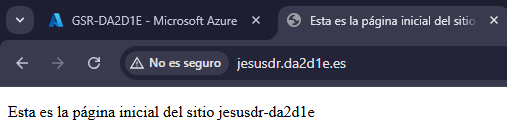 GSR-DA2D1E - Microsoft Azure
Esta es la página inicial del sitio
No es seguro jesusdr.da2d1e.es
Esta es la página inicial del sitio jesusdr-da2d1e